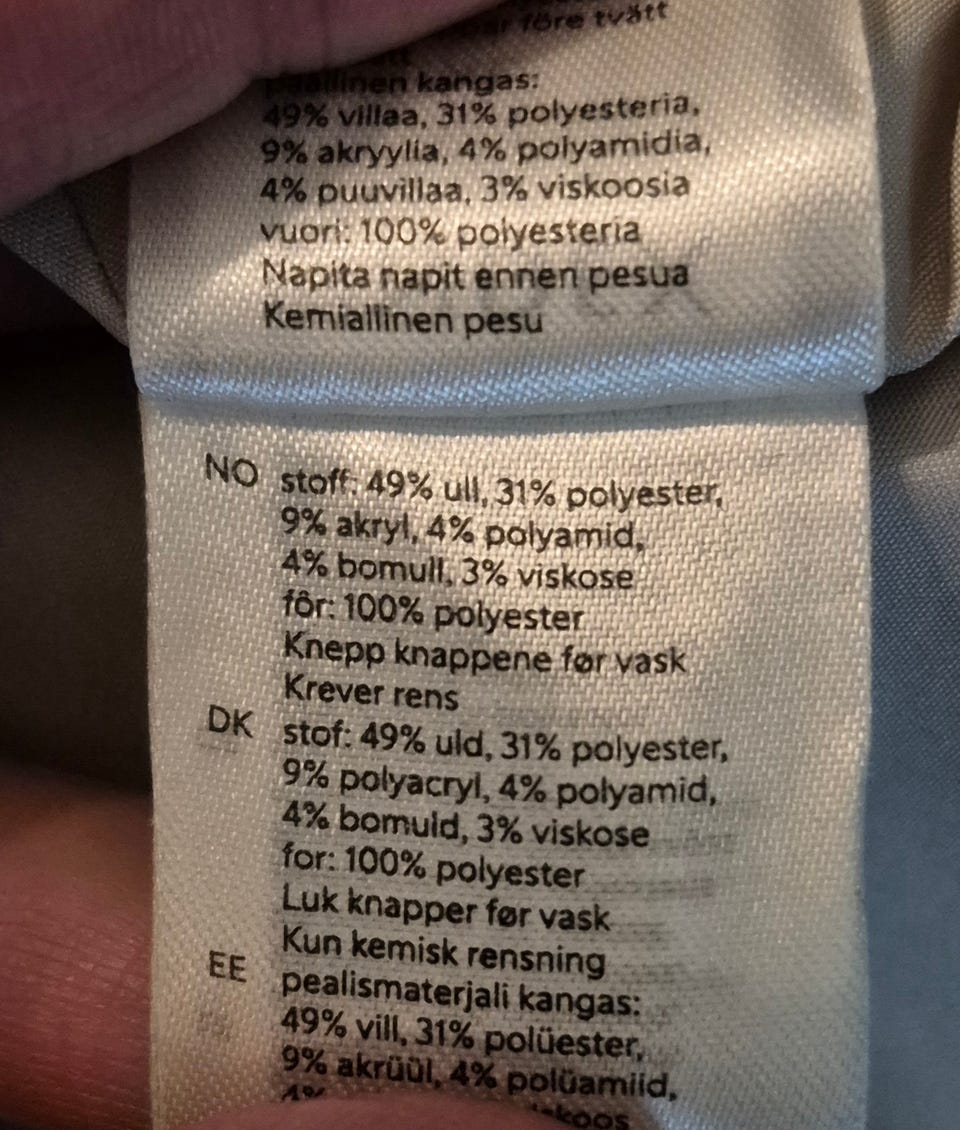 före tvätt
kangas:
49% villaa, 31% polyesteria,
9% akryylia, 4% polyamidia,
4% puuvillaa, 3% viskoosia
vuori: 100% polyesteria
Napita napit ennen pesua
Kemiallinen pesu
NO stoff: 49% ull, 31% polyester,
9% akryl, 4% polyamid,
4% bomull, 3% viskose
fôr: 100% polyester
Knepp knappene før vask
Krever rens
DK stof: 49% uld, 31% polyester,
9% polyacryl, 4% polyamid,
4% bomuld, 3% viskose
for: 100% polyester
Luk knapper før vask
Kun kemisk rensning
EE pealismaterjali kangas:
49% vill, 31% polüester,
9% akrüül, 4% polüamiid,
4%